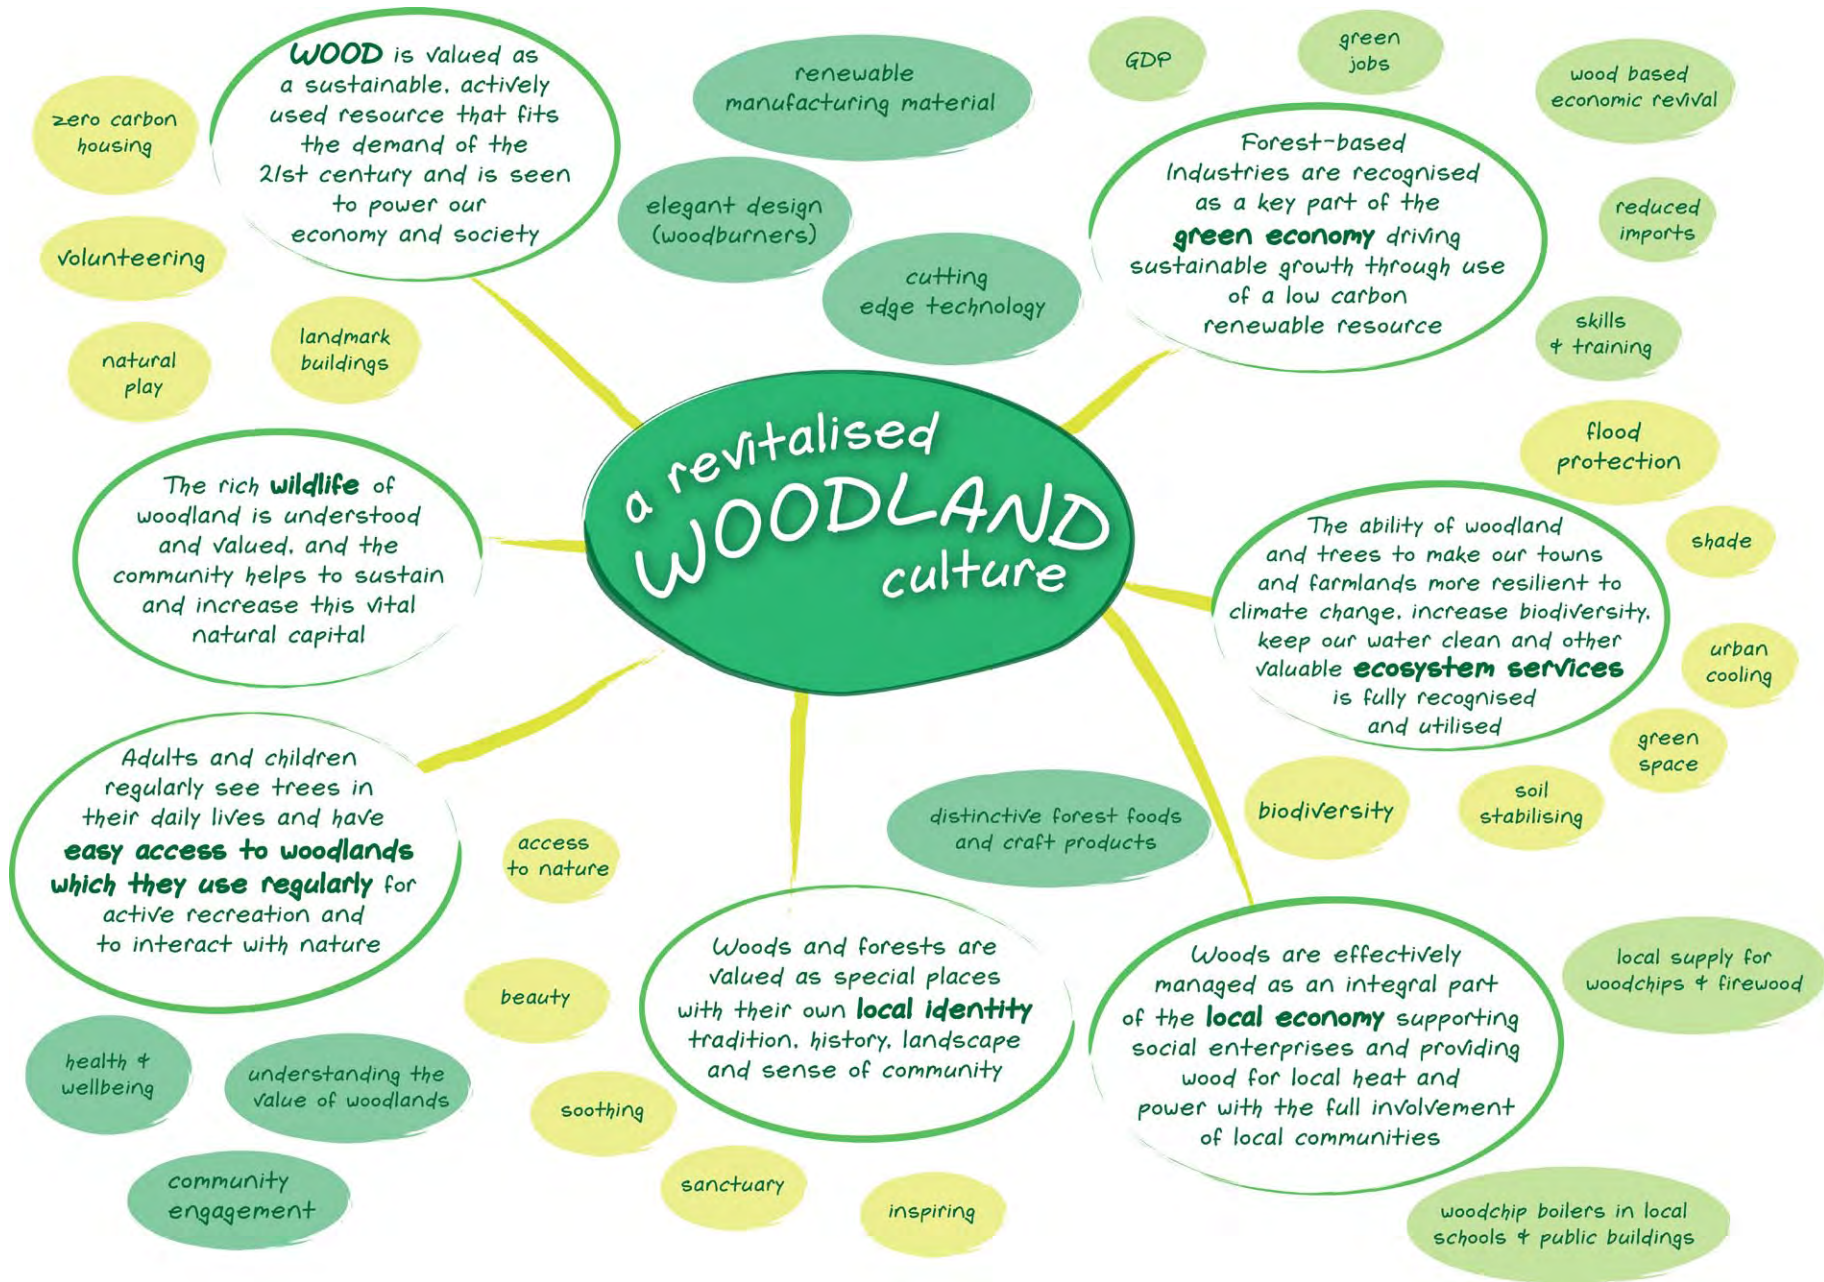 WOOD is valued as
a sustainable, actively
used resource that fits
the demand of the
21st century and is seen
to power our
economy and society
zero carbon
housing
volunteering
natural
play
landmark
buildings
renewable
manufacturing material
elegant design
(woodburners)
cutting
edge technology
GDP
green
jobs
wood based
economic revival
Forest-based
Industries are recognised
as a key part of the
green economy driving
sustainable growth through use
of a low carbon
renewable resource
reduced
imports
skills
& training
a revitalised
WOODLAND
culture
The rich wildlife of
woodland is understood
and valued, and the
community helps to sustain
and increase this vital
natural capital
flood
protection
The ability of woodland
and trees to make our towns
and farmlands more resilient to
climate change, increase biodiversity,
keep our water clean and other
valuable ecosystem services
is fully recognised
and utilised
shade
urban
cooling
green
space
soil
stabilising
biodiversity
Adults and children
regularly see trees in
their daily lives and have
easy access to woodlands
which they use regularly for
active recreation and
to interact with nature
access
to nature
distinctive forest foods
and craft products
beauty
Woods and forests are
valued as special places
with their own local identity
tradition, history, landscape
and sense of community
Woods are effectively
managed as an integral part
of the local economy supporting
social enterprises and providing
wood for local heat and
power with the full involvement
of local communities
local supply for
woodchips & firewood
health &
wellbeing
understanding the
value of woodlands
community
engagement
soothing
sanctuary
inspiring
woodchip boilers in local
schools & public buildings